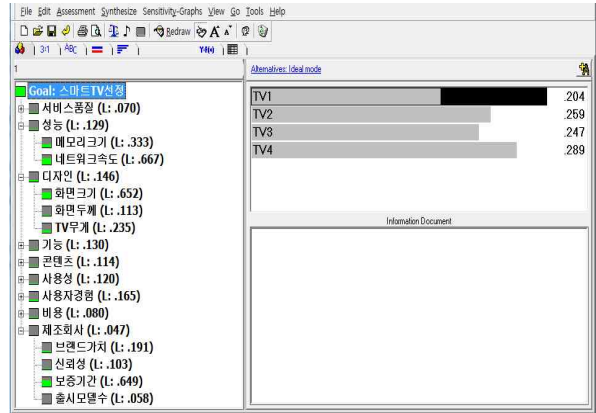 File Edit Assessment Synthesize Sensitivity-Graphs View Go Tools Help
Redraw A A
3:1 ABC Y=f(x)
1
Alternatives: Ideal mode
Goal: 스마트TV선정
서비스품질 (L: .070)
성능 (L: .129)
메모리크기 (L: .333)
네트워크속도 (L: .667)
디자인 (L: .146)
화면크기 (L: .652)
화면두께 (L: .113)
TV무게 (L: .235)
기능 (L: .130)
콘텐츠 (L: .114)
사용성 (L: .120)
사용자경험 (L: .165)
비용 (L: .080)
제조회사 (L: .047)
브랜드가치 (L: .191)
신뢰성 (L: .103)
보증기간 (L: .649)
출시모델수 (L: .058)
TV1 .204
TV2 .259
TV3 .247
TV4 .289
Information Document